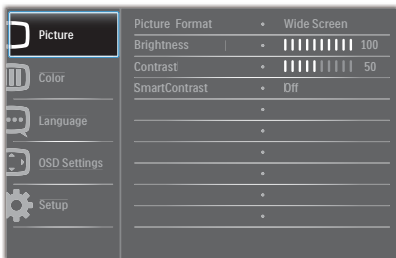 Picture
Color
Language
OSD Settings
Setup
Picture Format • Wide Screen
Brightness • 100
Contrast • 50
SmartContrast • Off
•
•
•
•
•
•